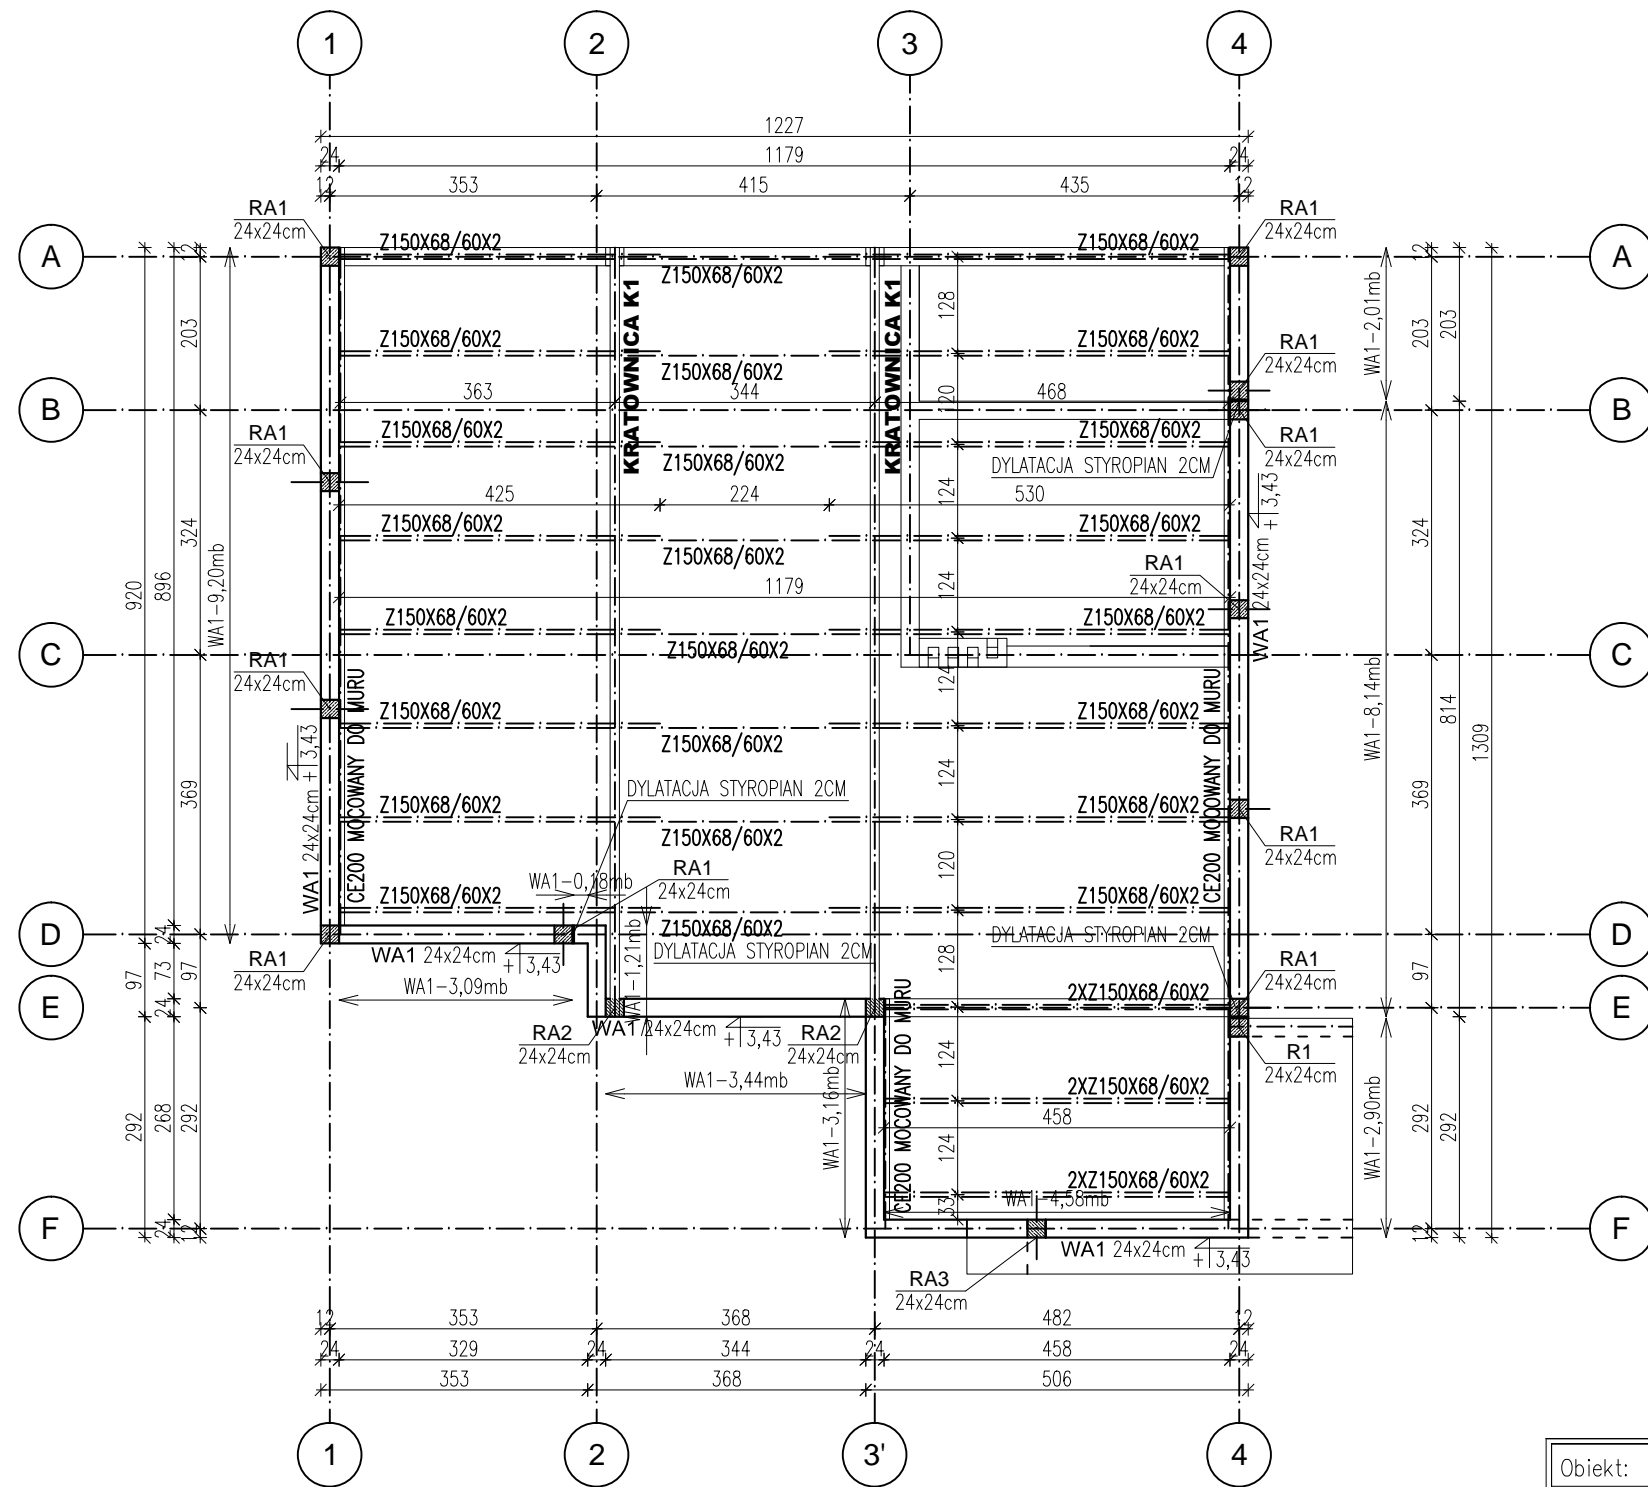 1
2
3
4
1227
24
1179
24
12
353
415
435
12
RA1
24x24cm
RA1
24x24cm
A
A
Z150X68/60X2
Z150X68/60X2
Z150X68/60X2
KRATOWNICA K1
KRATOWNICA K1
128
12
203
WA1-2,01mb
12
203
203
Z150X68/60X2
Z150X68/60X2
Z150X68/60X2
RA1
24x24cm
363
344
120
468
B
B
RA1
24x24cm
Z150X68/60X2
Z150X68/60X2
Z150X68/60X2
RA1
24x24cm
DYLATACJA STYROPIAN 2CM
425
224
124
530
Z150X68/60X2
Z150X68/60X2
Z150X68/60X2
324
WA1-9,20mb
896
920
+3,43
WA1 24x24cm
324
RA1
24x24cm
1179
124
Z150X68/60X2
Z150X68/60X2
Z150X68/60X2
C
C
RA1
24x24cm
124
WA1-8,14mb
814
1309
CE200 MOCOWANY DO MURU
CE200 MOCOWANY DO MURU
Z150X68/60X2
Z150X68/60X2
Z150X68/60X2
+3,43
WA1 24x24cm
369
124
369
DYLATACJA STYROPIAN 2CM
Z150X68/60X2
Z150X68/60X2
Z150X68/60X2
RA1
24x24cm
120
WA1-0,18mb
RA1
24x24cm
Z150X68/60X2
Z150X68/60X2
Z150X68/60X2
D
D
24
DYLATACJA STYROPIAN 2CM
DYLATACJA STYROPIAN 2CM
WA1 24x24cm
+3,43
WA1-1,21mb
128
RA1
24x24cm
RA1
24x24cm
97
73
97
97
WA1-3,09mb
24
2XZ150X68/60X2
E
E
RA2
24x24cm
WA1 24x24cm
+3,43
RA2
24x24cm
R1
24x24cm
CE200 MOCOWANY DO MURU
124
WA1-3,44mb
WA1-3,16mb
2XZ150X68/60X2
458
292
268
292
WA1-2,90mb
292
292
124
2XZ150X68/60X2
WA1-4,58mb
33
F
F
24
12
12
WA1 24x24cm
+3,43
RA3
24x24cm
12
353
368
482
12
24
329
24
344
24
458
24
353
368
506
1
2
3'
4
Obiekt: